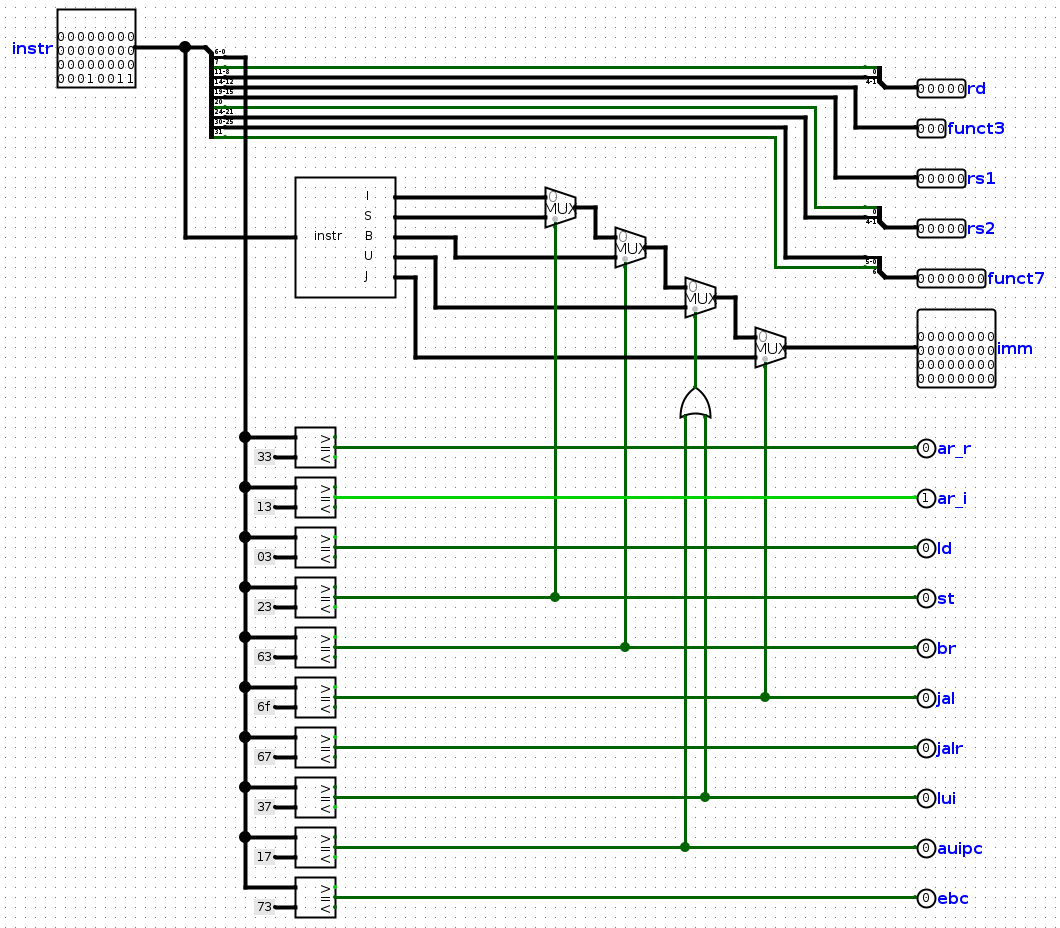 instr
00000000
00000000
00000000
00010011
6-0
7
11-8
14-12
19-15
20
24-21
30-25
31
0
4-1
00000 rd
000 funct3
00000 rs1
0
4-1
00000 rs2
5-0
6
0000000 funct7
instr
I
S
B
U
J
0
MUX
0
MUX
0
MUX
0
MUX
00000000
00000000
00000000
00000000
imm
33
>
=
<
0 ar_r
13
>
=
<
1 ar_i
03
>
=
<
0 ld
23
>
=
<
0 st
63
>
=
<
0 br
6f
>
=
<
0 jal
67
>
=
<
0 jalr
37
>
=
<
0 lui
17
>
=
<
0 auipc
73
>
=
<
0 ebc